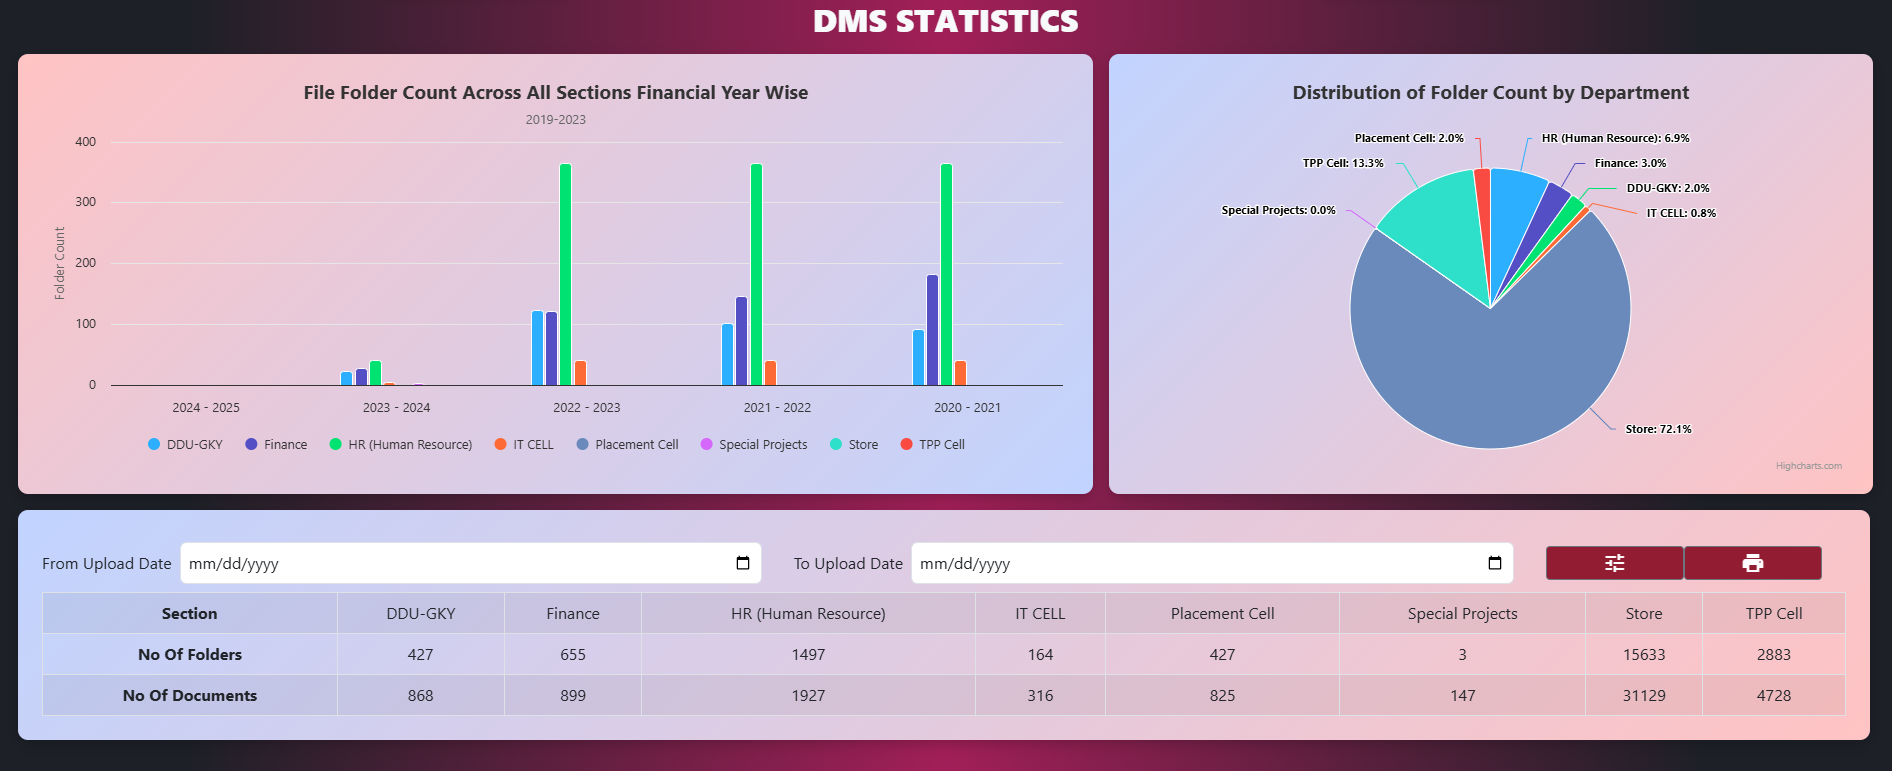 DMS STATISTICS
File Folder Count Across All Sections Financial Year Wise
2019-2023
Folder Count
400
300
200
100
0
2024 - 2025
2023 - 2024
2022 - 2023
2021 - 2022
2020 - 2021
DDU-GKY Finance HR (Human Resource) IT CELL Placement Cell Special Projects Store TPP Cell
Distribution of Folder Count by Department
Placement Cell: 2.0%
HR (Human Resource): 6.9%
TPP Cell: 13.3%
Finance: 3.0%
DDU-GKY: 2.0%
Special Projects: 0.0%
IT CELL: 0.8%
Store: 72.1%
Highcharts.com
From Upload Date mm/dd/yyyy To Upload Date mm/dd/yyyy
Section DDU-GKY Finance HR (Human Resource) IT CELL Placement Cell Special Projects Store TPP Cell
No Of Folders 427 655 1497 164 427 3 15633 2883
No Of Documents 868 899 1927 316 825 147 31129 4728